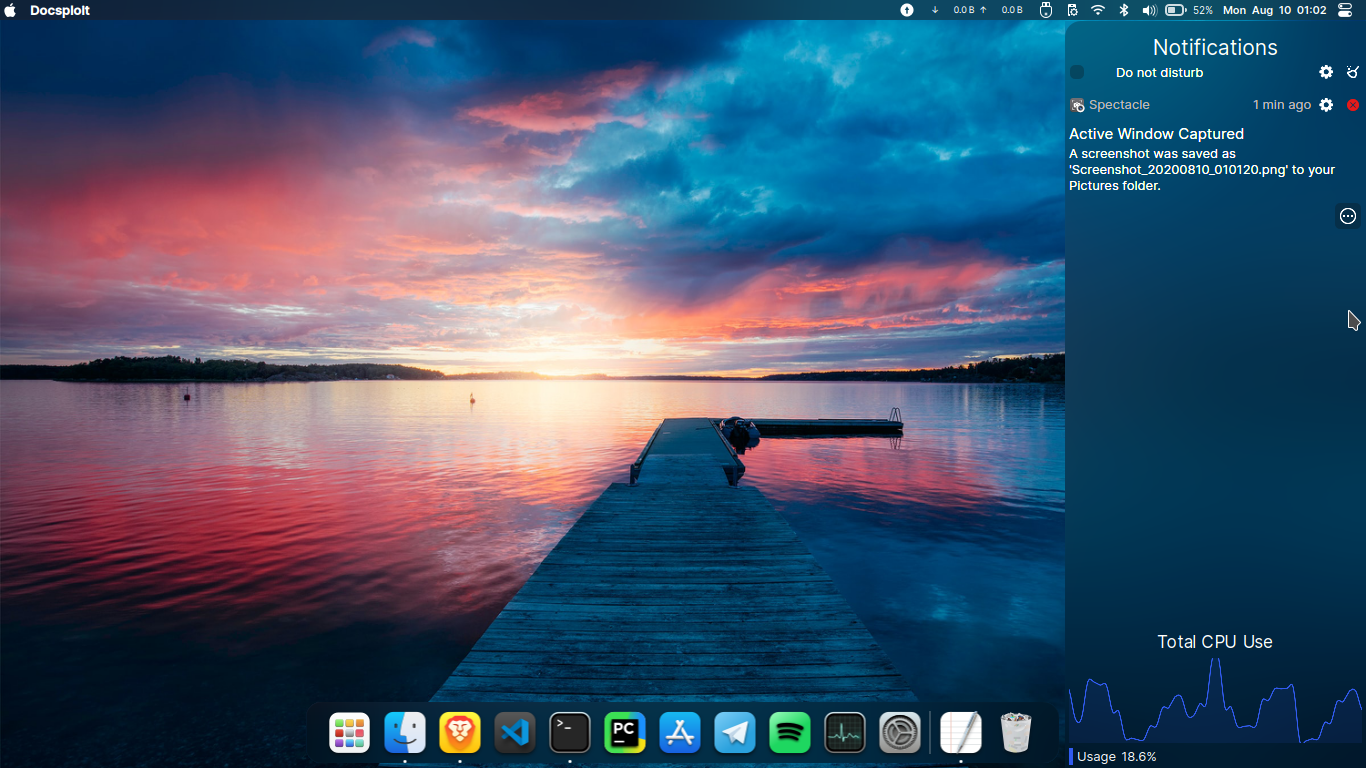 Docsploit
0.0 B
0.0 B
52%
Mon Aug 10 01:02
Notifications
Do not disturb
Spectacle
1 min ago
Active Window Captured
A screenshot was saved as
'Screenshot_20200810_010120.png' to your
Pictures folder.
Total CPU Use
Usage 18.6%
>_
PC